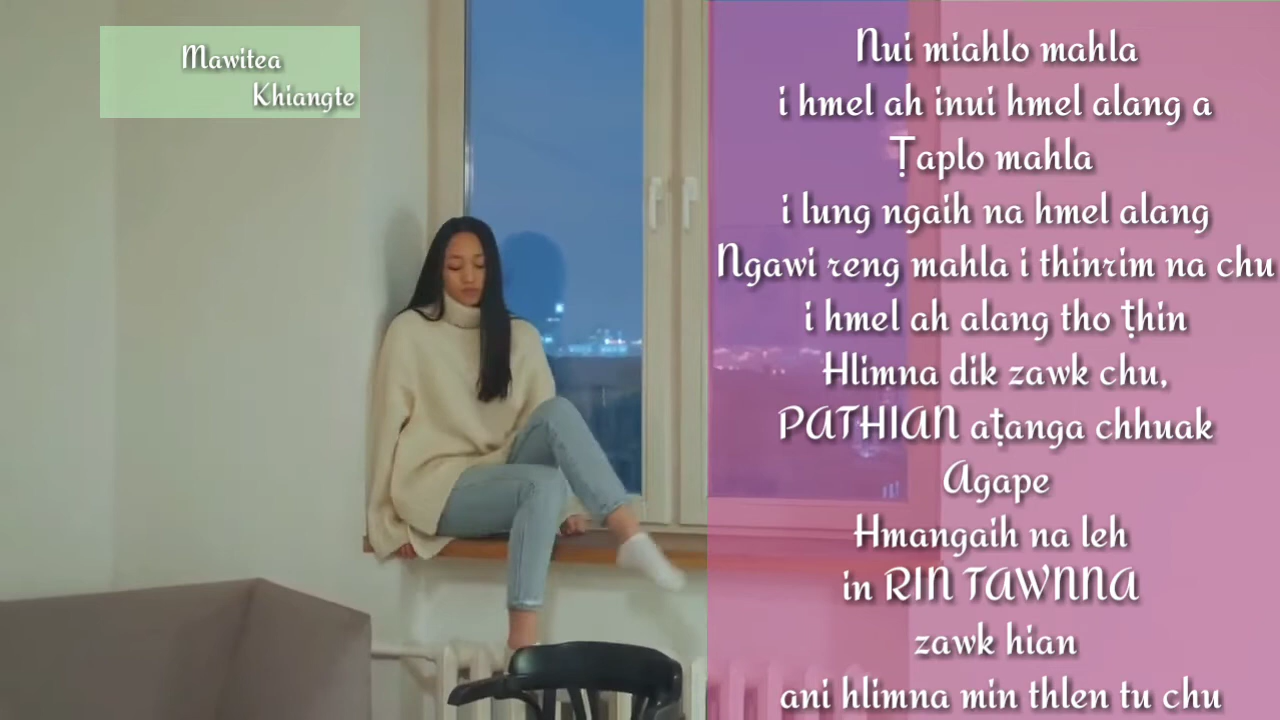 Mawitea
Khiangte
Nui miahlo mahla
i hmel ah inui hmel alang a
Ṭaplo mahla
i lung ngaih na hmel alang
Ngawi reng mahla i thinrim na chu
i hmel ah alang tho ṭhin
Hlimna dik zawk chu,
PATHIAN aṭanga chhuak
Agape
Hmangaih na leh
in RIN TAWNNA
zawk hian
ani hlimna min thlen tu chu